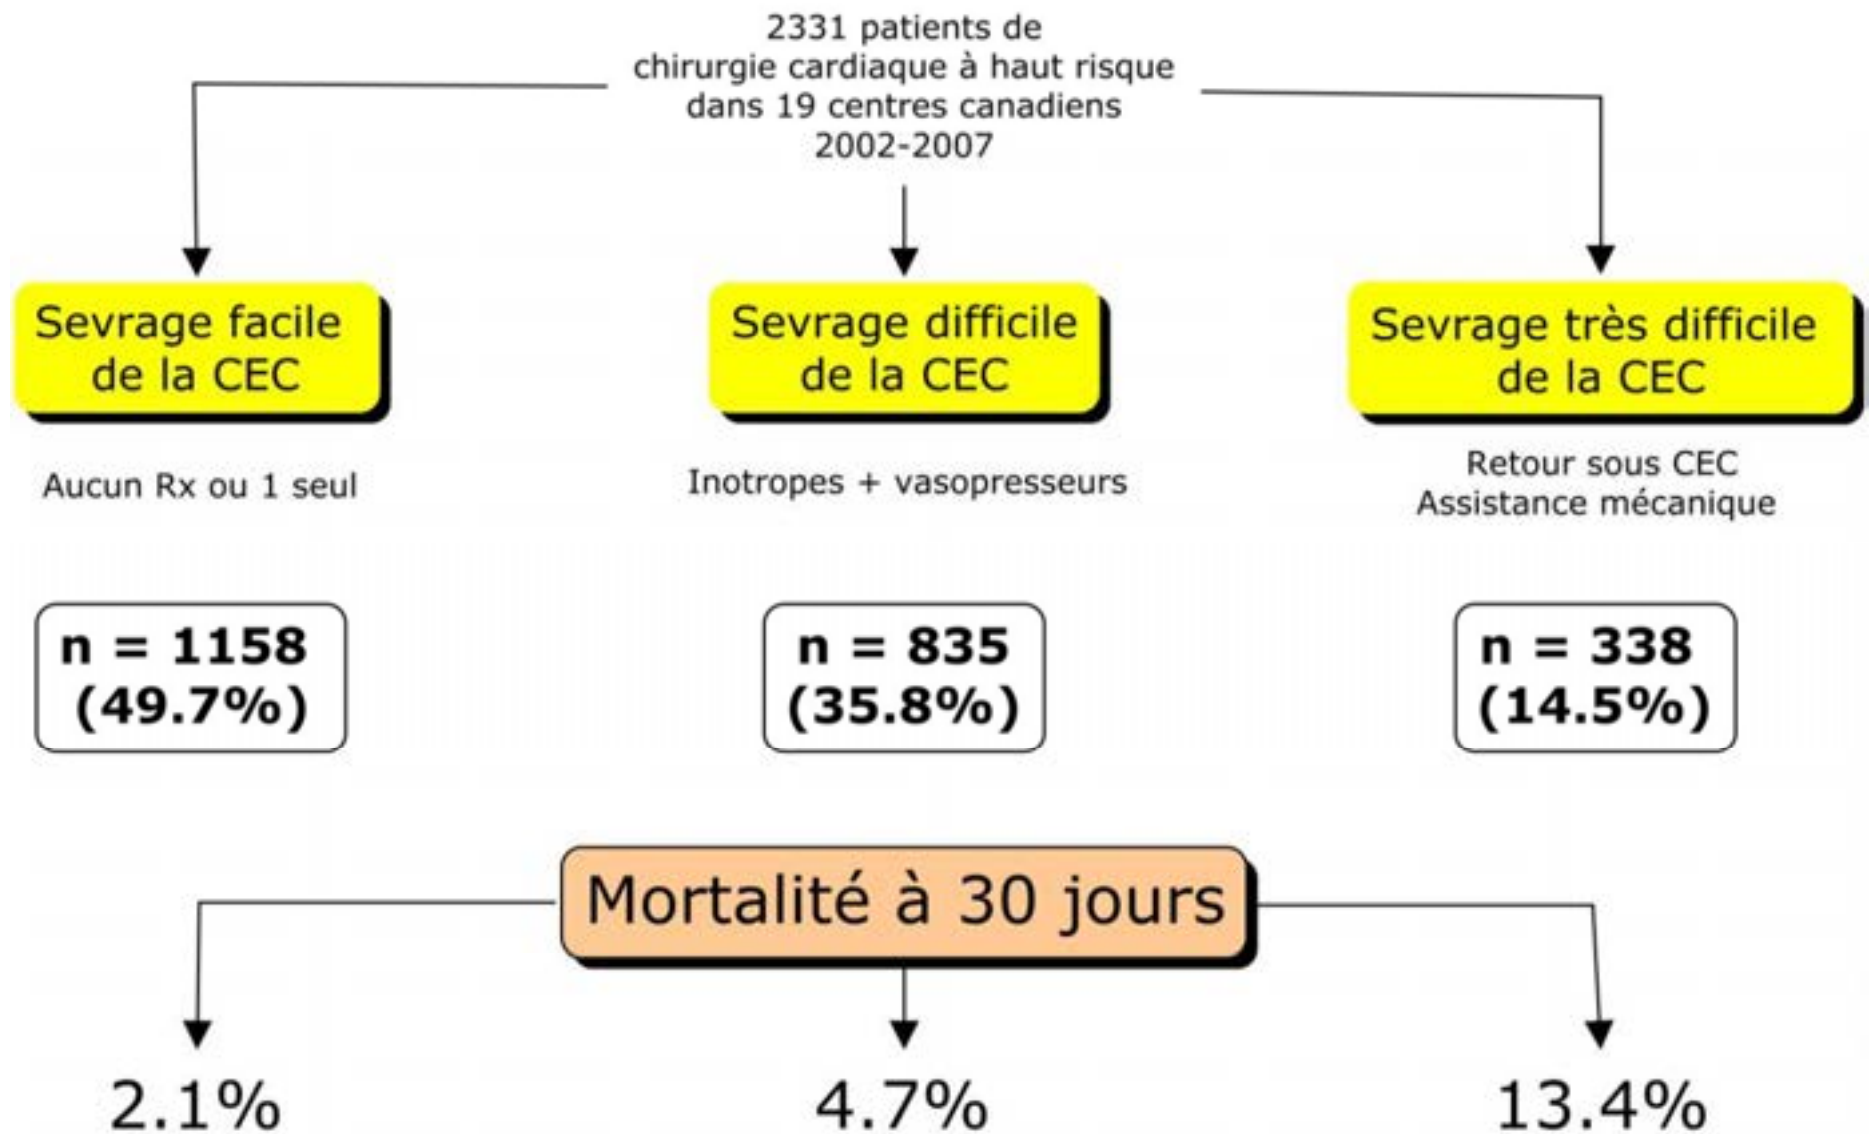 2331 patients de
chirurgie cardiaque à haut risque
dans 19 centres canadiens
2002-2007
Sevrage facile
de la CEC
Sevrage difficile
de la CEC
Sevrage très difficile
de la CEC
Aucun Rx ou 1 seul
Inotropes + vasopresseurs
Retour sous CEC
Assistance mécanique
n = 1158
(49.7%)
n = 835
(35.8%)
n = 338
(14.5%)
Mortalité à 30 jours
2.1%
4.7%
13.4%